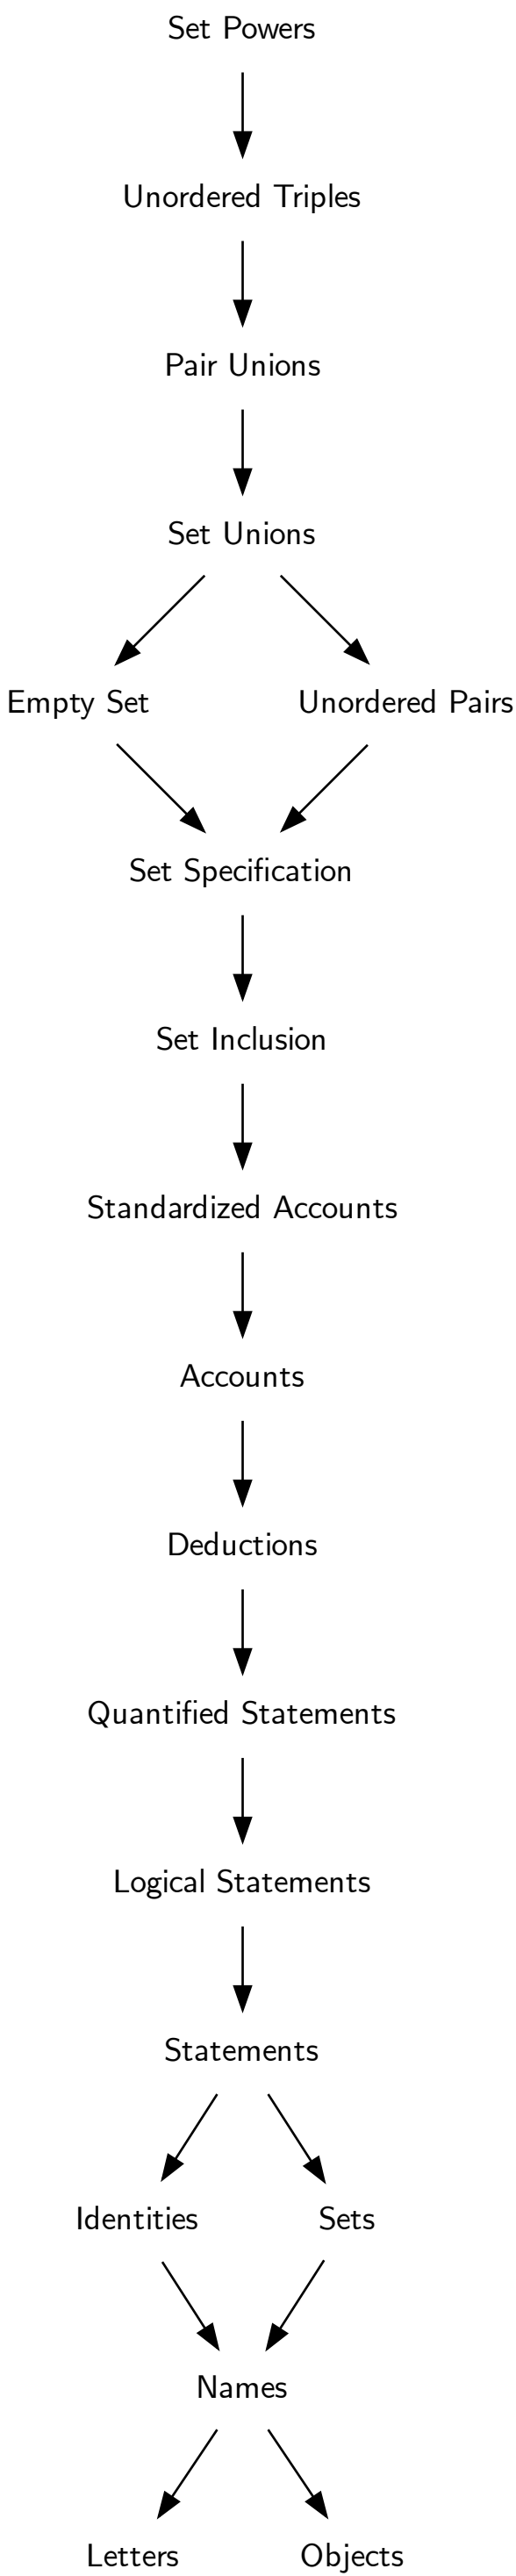 Set Powers
Unordered Triples
Pair Unions
Set Unions
Empty Set
Unordered Pairs
Set Specification
Set Inclusion
Standardized Accounts
Accounts
Deductions
Quantified Statements
Logical Statements
Statements
Identities
Sets
Names
Letters
Objects